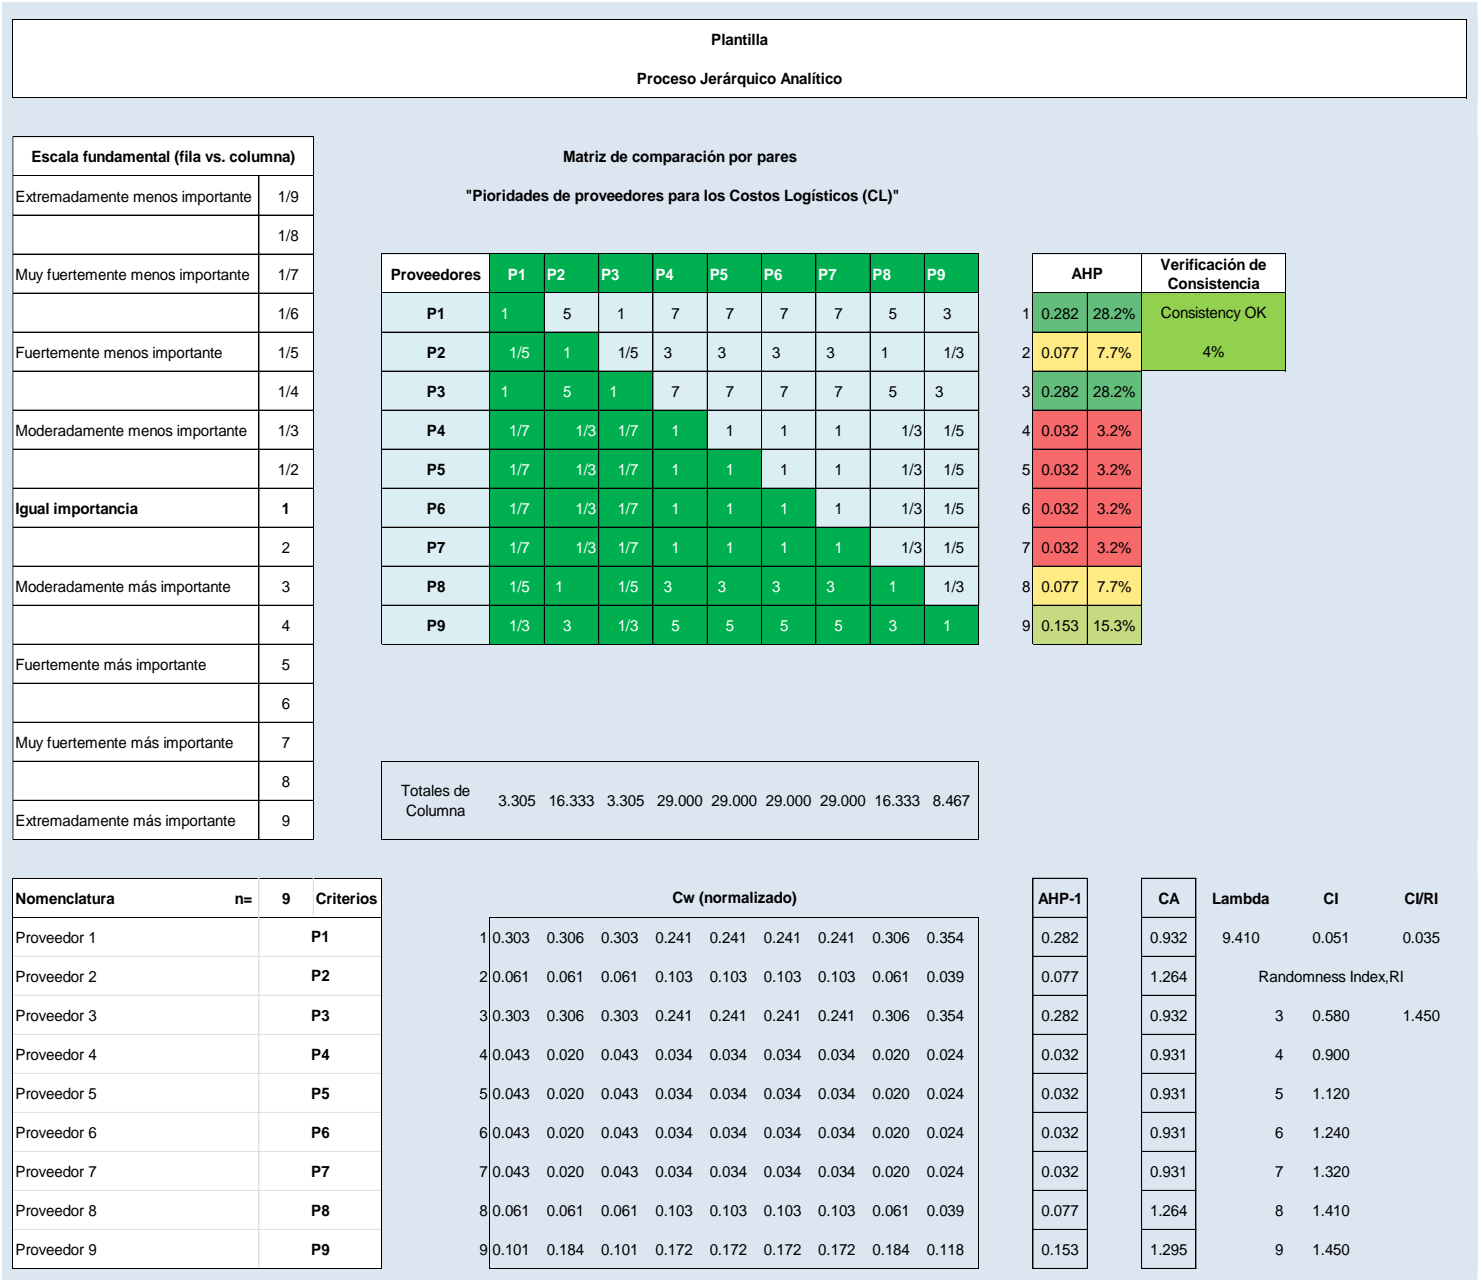 Plantilla
Proceso Jerárquico Analítico
Escala fundamental (fila vs. columna)
Extremadamente menos importante 1/9
1/8
Muy fuertemente menos importante 1/7
1/6
Fuertemente menos importante 1/5
1/4
Moderadamente menos importante 1/3
1/2
Igual importancia 1
2
Moderadamente más importante 3
4
Fuertemente más importante 5
6
Muy fuertemente más importante 7
8
Extremadamente más importante 9
Matriz de comparación por pares
"Pioridades de proveedores para los Costos Logísticos (CL)"
Proveedores P1 P2 P3 P4 P5 P6 P7 P8 P9
P1 1 5 1 7 7 7 7 5 3
P2 1/5 1 1/5 3 3 3 3 1 1/3
P3 1 5 1 7 7 7 7 5 3
P4 1/7 1/3 1/7 1 1 1 1 1/3 1/5
P5 1/7 1/3 1/7 1 1 1 1 1/3 1/5
P6 1/7 1/3 1/7 1 1 1 1 1/3 1/5
P7 1/7 1/3 1/7 1 1 1 1 1/3 1/5
P8 1/5 1 1/5 3 3 3 3 1 1/3
P9 1/3 3 1/3 5 5 5 5 3 1
Totales de
Columna
3.305 16.333 3.305 29.000 29.000 29.000 29.000 16.333 8.467
AHP
Verificación de
Consistencia
1 0.282 28.2% Consistency OK
2 0.077 7.7% 4%
3 0.282 28.2%
4 0.032 3.2%
5 0.032 3.2%
6 0.032 3.2%
7 0.032 3.2%
8 0.077 7.7%
9 0.153 15.3%
Nomenclatura n= 9 Criterios
Proveedor 1 P1
Proveedor 2 P2
Proveedor 3 P3
Proveedor 4 P4
Proveedor 5 P5
Proveedor 6 P6
Proveedor 7 P7
Proveedor 8 P8
Proveedor 9 P9
Cw (normalizado)
1 0.303 0.306 0.303 0.241 0.241 0.241 0.241 0.306 0.354
2 0.061 0.061 0.061 0.103 0.103 0.103 0.103 0.061 0.039
3 0.303 0.306 0.303 0.241 0.241 0.241 0.241 0.306 0.354
4 0.043 0.020 0.043 0.034 0.034 0.034 0.034 0.020 0.024
5 0.043 0.020 0.043 0.034 0.034 0.034 0.034 0.020 0.024
6 0.043 0.020 0.043 0.034 0.034 0.034 0.034 0.020 0.024
7 0.043 0.020 0.043 0.034 0.034 0.034 0.034 0.020 0.024
8 0.061 0.061 0.061 0.103 0.103 0.103 0.103 0.061 0.039
9 0.101 0.184 0.101 0.172 0.172 0.172 0.172 0.184 0.118
AHP-1 CA Lambda CI CI/RI
0.282 0.932 9.410 0.051 0.035
0.077 1.264 Randomness Index,RI
0.282 0.932 3 0.580 1.450
0.032 0.931 4 0.900
0.032 0.931 5 1.120
0.032 0.931 6 1.240
0.032 0.931 7 1.320
0.077 1.264 8 1.410
0.153 1.295 9 1.450